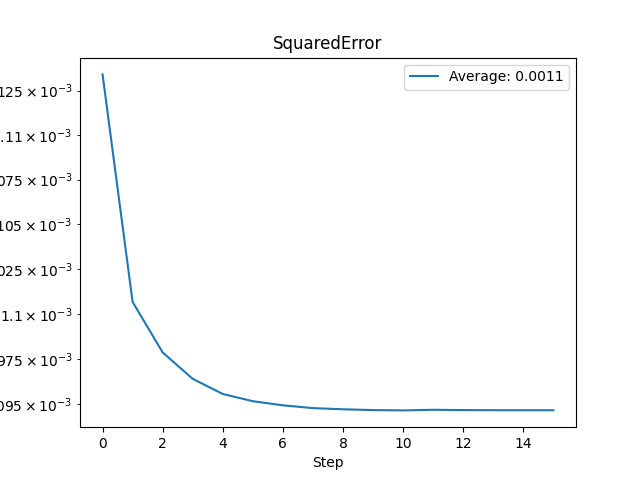 SquaredError
Average: 0.0011
125 × 10⁻³
.11 × 10⁻³
075 × 10⁻³
105 × 10⁻³
025 × 10⁻³
1.1 × 10⁻³
975 × 10⁻³
095 × 10⁻³
0 2 4 6 8 10 12 14
Step